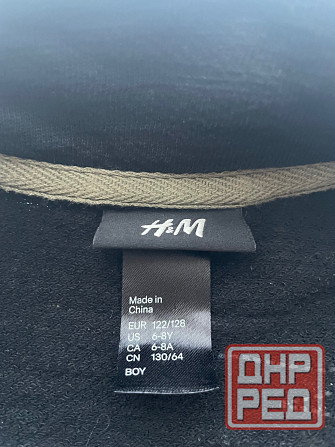 H&M
Made in
China
EUR 122/128
US 6-8Y
CA 6-8A
CN 130/64
BOY
ДНР
РЕД